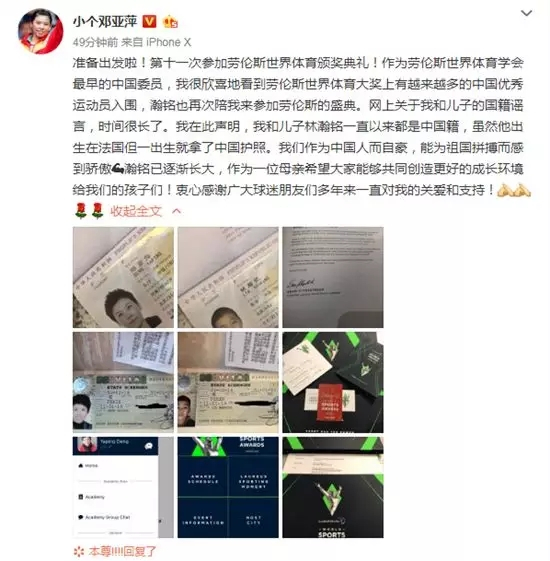 小个邓亚萍
49分钟前 来自 iPhone X
准备出发啦！第十一次参加劳伦斯世界体育颁奖典礼！作为劳伦斯世界体育学会
最早的中国委员，我很欣喜地看到劳伦斯世界体育大奖上有越来越多的中国优秀
运动员入围，瀚铭也再次陪我来参加劳伦斯的盛典。网上关于我和儿子的国籍谣
言，时间很长了。我在此声明，我和儿子林瀚铭一直以来都是中国籍，虽然他出
生在法国但一出生就拿了中国护照。我们作为中国人而自豪，能为祖国拼搏而感
到骄傲💪瀚铭已逐渐长大，作为一位母亲希望大家能够共同创造更好的成长环境
给我们的孩子们！衷心感谢广大球迷朋友们多年来一直对我的关爱和支持！
收起全文
VISA
Yaping Deng
Home
Academy
Academy Group Chat
SPORTS
AWARDS
AWARDS
SCHEDULE
LAUREUS
SPORTING
MOMENT
EVENT
INFORMATION
HOST
CITY
SPORTS
AWARDS
WORLD
SPORTS
本尊!!!!回复了